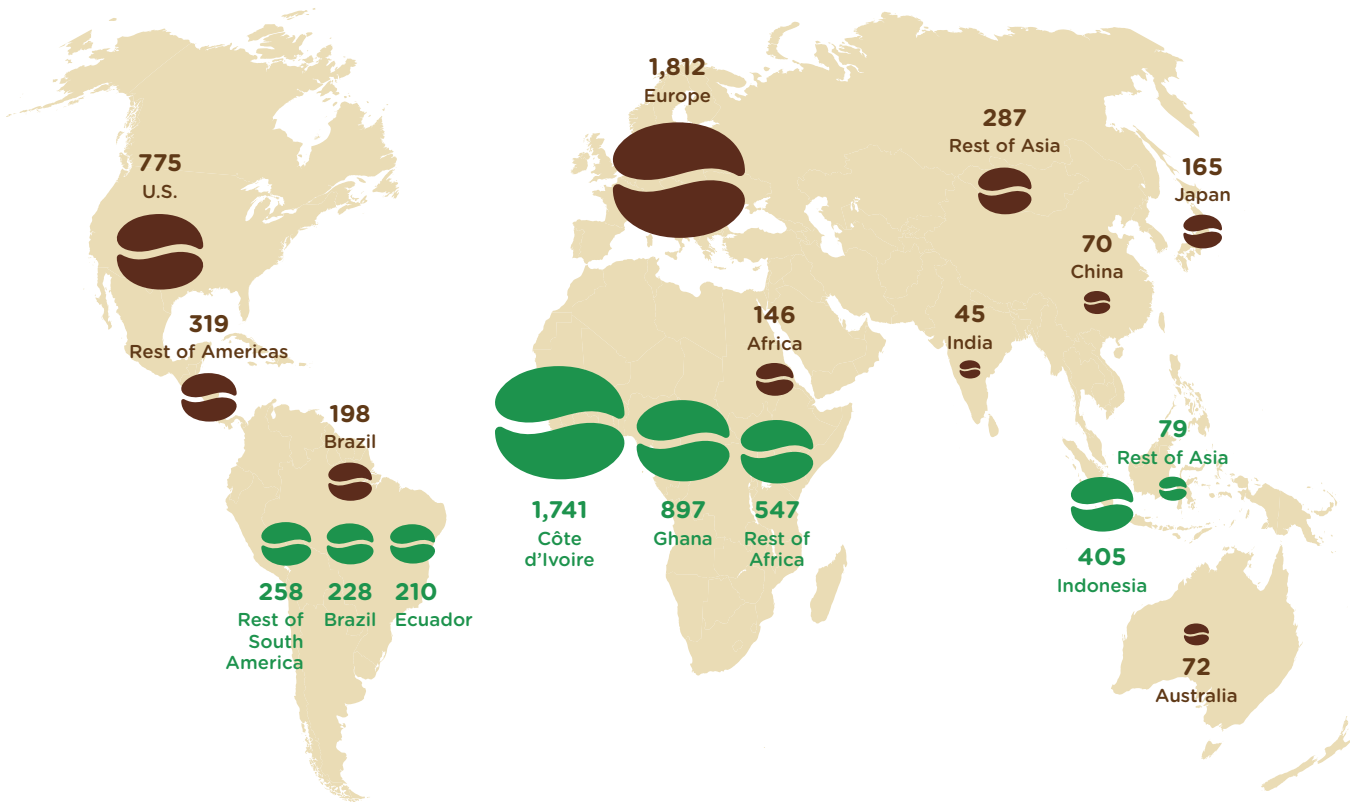 1,812
Europe
287
Rest of Asia
775
U.S.
165
Japan
70
China
319
Rest of Americas
146
Africa
45
India
198
Brazil
79
Rest of Asia
1,741
Côte
d’Ivoire
897
Ghana
547
Rest of
Africa
405
Indonesia
258
Rest of
South
America
228
Brazil
210
Ecuador
72
Australia